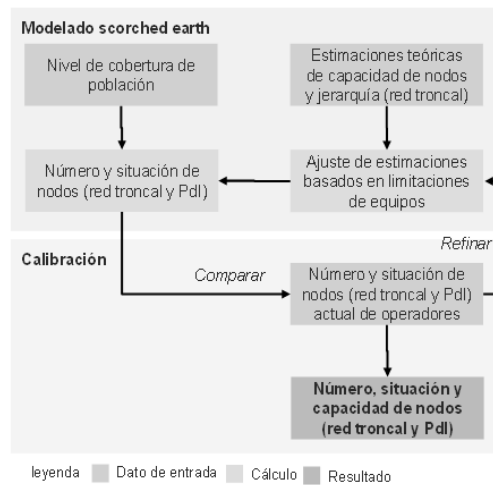 Modelado scorched earth
Nivel de cobertura de
población
Estimaciones teóricas
de capacidad de nodos
y jerarquía (red troncal)
Número y situación de
nodos (red troncal y PdI)
Ajuste de estimaciones
basados en limitaciones
de equipos
Refinar
Calibración
Comparar
Número y situación de
nodos (red troncal y PdI)
actual de operadores
Número, situación y
capacidad de nodos
(red troncal y PdI)
leyenda
Dato de entrada
Cálculo
Resultado